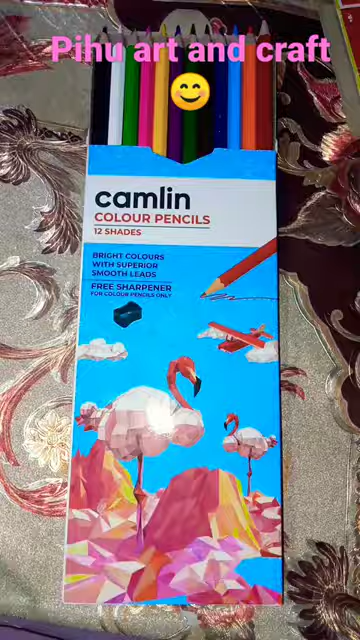 Pihu art and craft
😊
camlin
COLOUR PENCILS
12 SHADES
BRIGHT COLOURS
WITH SUPERIOR
SMOOTH LEADS
FREE SHARPENER
FOR COLOUR PENCILS ONLY